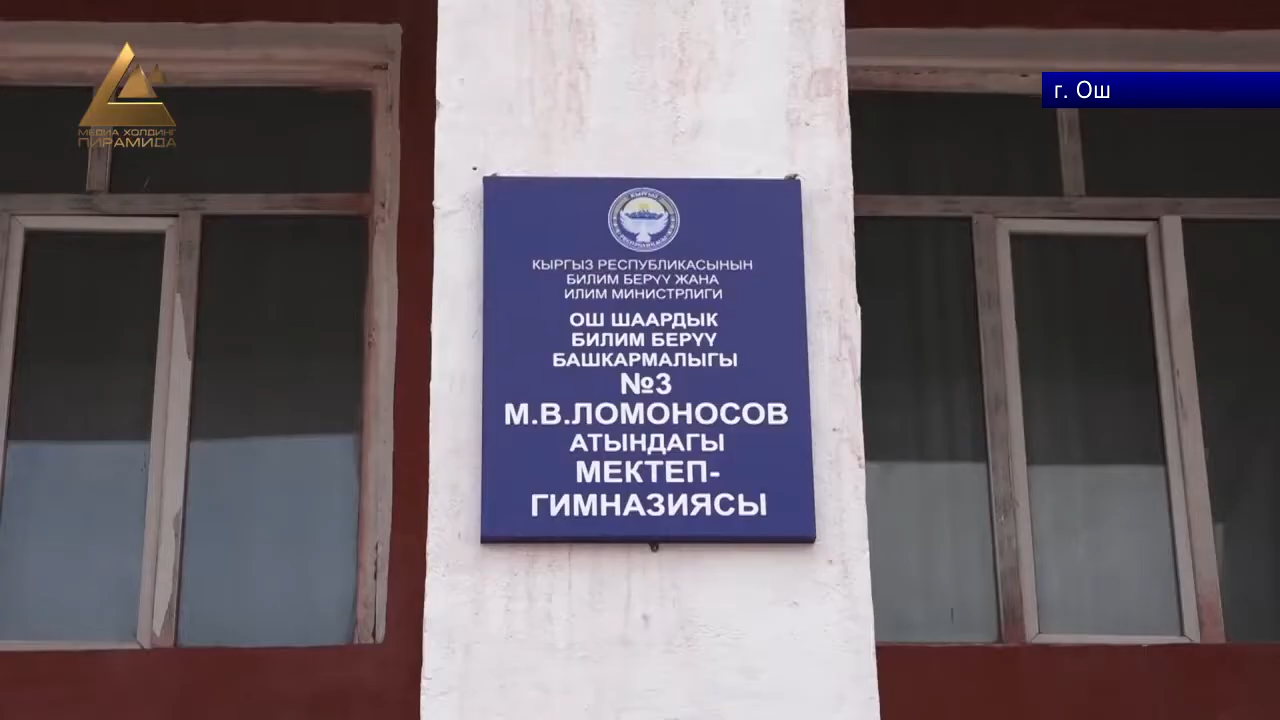 МЕДИА ХОЛДИНГ
ПИРАМИДА
г. Ош
КЫРГЫЗ РЕСПУБЛИКАСЫНЫН
БИЛИМ БЕРҮҮ ЖАНА
ИЛИМ МИНИСТРЛИГИ
ОШ ШААРДЫК
БИЛИМ БЕРҮҮ
БАШКАРМАЛЫГЫ
№3
М.В.ЛОМОНОСОВ
АТЫНДАГЫ
МЕКТЕП-
ГИМНАЗИЯСЫ